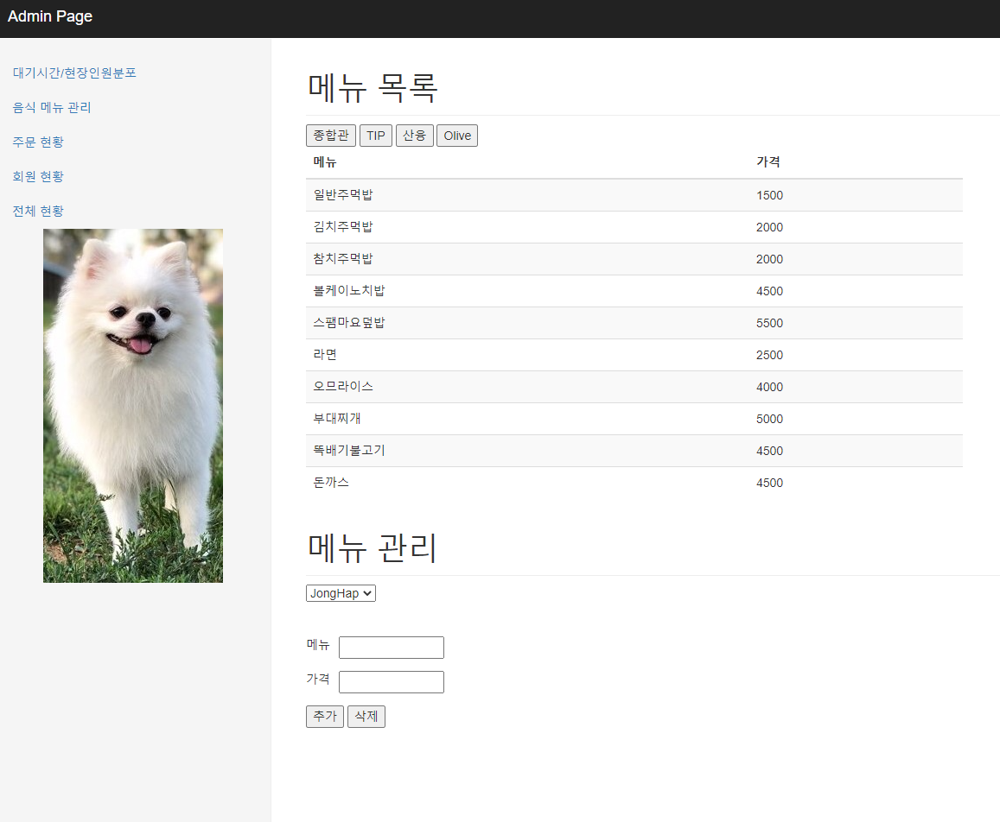 Admin Page
대기시간/현장인원분포
음식 메뉴 관리
주문 현황
회원 현황
전체 현황
메뉴 목록
종합관 TIP 산융 Olive
메뉴 가격
일반주먹밥 1500
김치주먹밥 2000
참치주먹밥 2000
볼케이노치밥 4500
스팸마요덮밥 5500
라면 2500
오므라이스 4000
부대찌개 5000
뚝배기불고기 4500
돈까스 4500
메뉴 관리
JongHap
메뉴
가격
추가 삭제